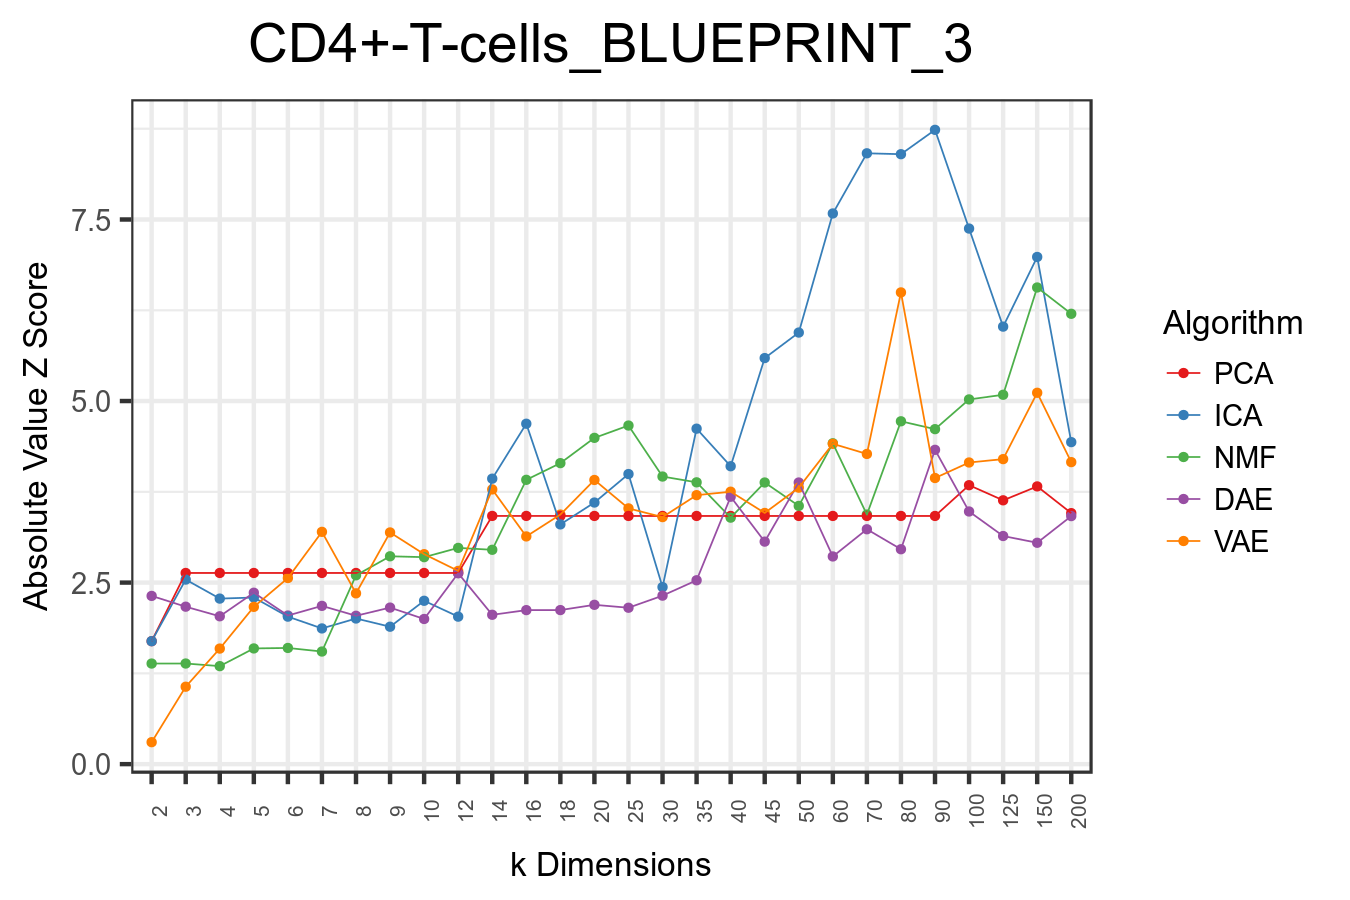 CD4+-T-cells_BLUEPRINT_3
Absolute Value Z Score
7.5
5.0
2.5
0.0
2 3 4 5 6 7 8 9 10 12 14 16 18 20 25 30 35 40 45 50 60 70 80 90 100 125 150 200
k Dimensions
Algorithm
PCA
ICA
NMF
DAE
VAE